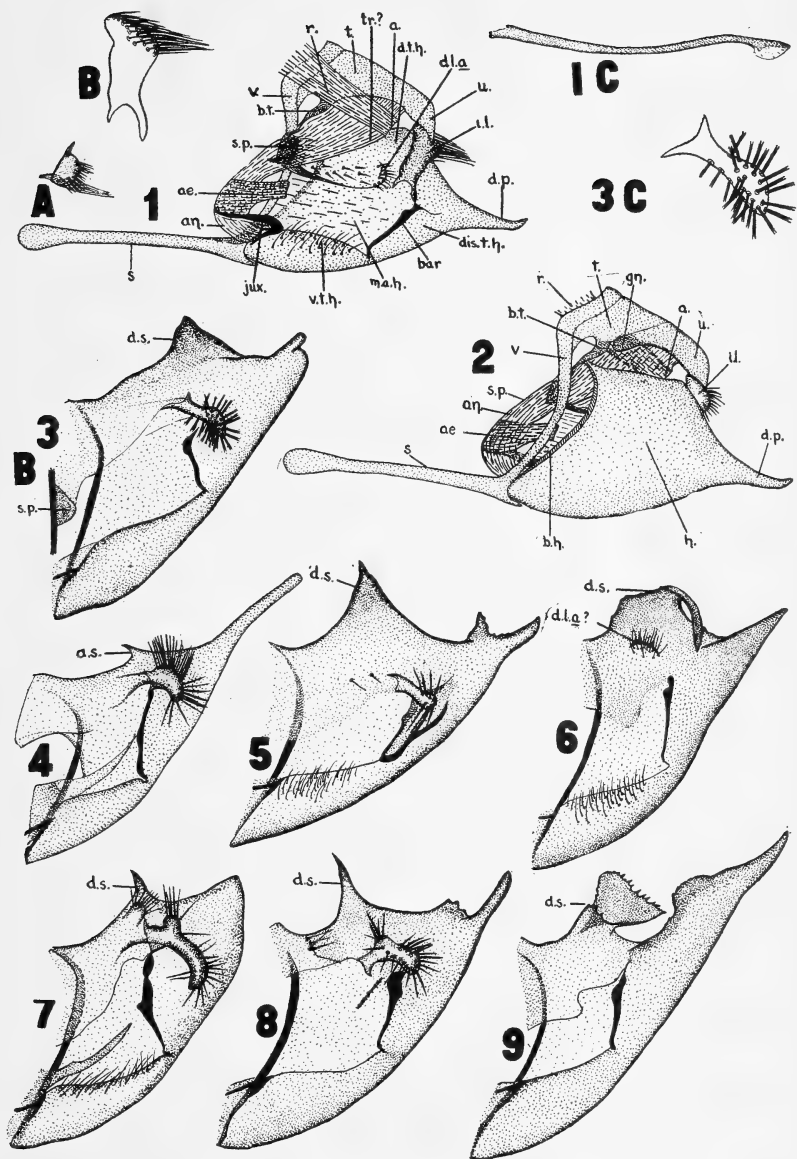 B
A
1
r.
t.
tr.?
a.
d.t.h.
d.l.a
u.
v.
b.t.
s.p.
ae.
an.
s
jux.
v.t.h.
m.a.h.
bar
dis.t.h.
d.p.
1 C
3 C
2
r.
t.
gn.
a.
u.
b.t.
v
s.p.
an.
ae
s
b.h.
h.
d.p.
3
B
d.s.
s.p.
4
a.s.
5
d.s.
6
d.s.
d.l.a?
7
d.s.
8
d.s.
9
d.s.